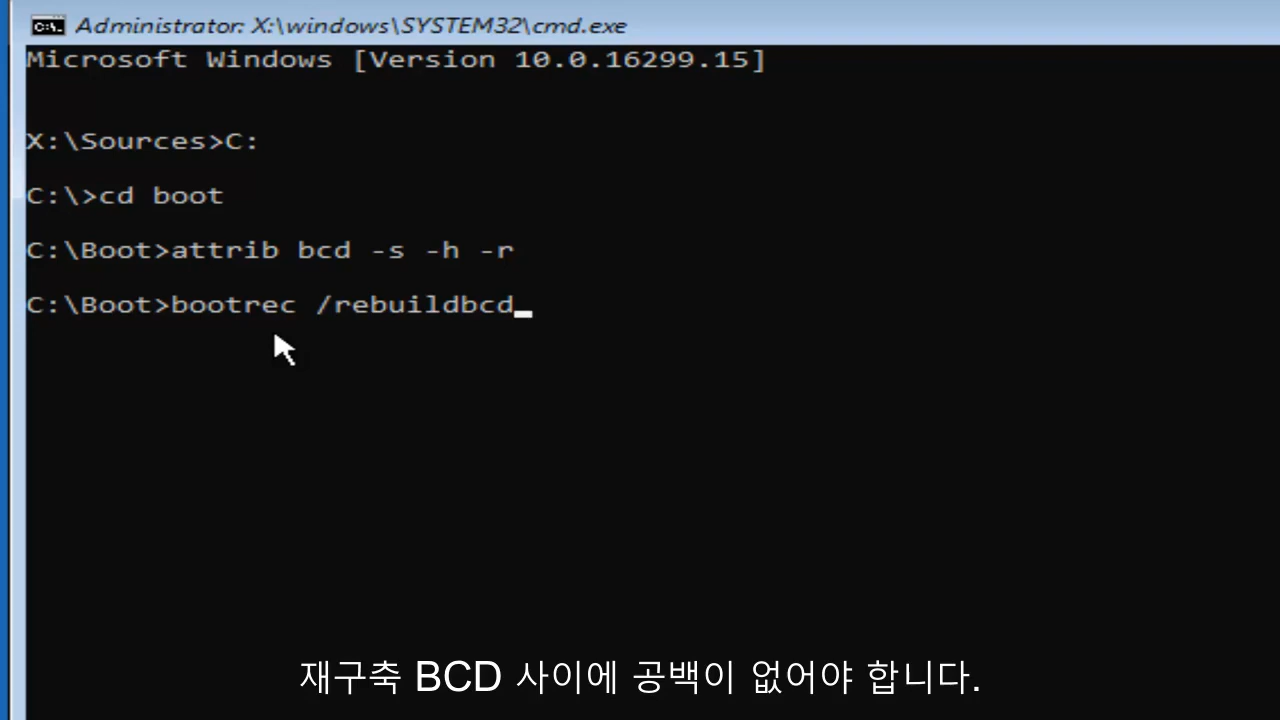 Administrator: X:\windows\SYSTEM32\cmd.exe
Microsoft Windows [Version 10.0.16299.15]
X:\Sources>C:
C:\>cd boot
C:\Boot>attrib bcd -s -h -r
C:\Boot>bootrec /rebuildbcd
재구축 BCD 사이에 공백이 없어야 합니다.